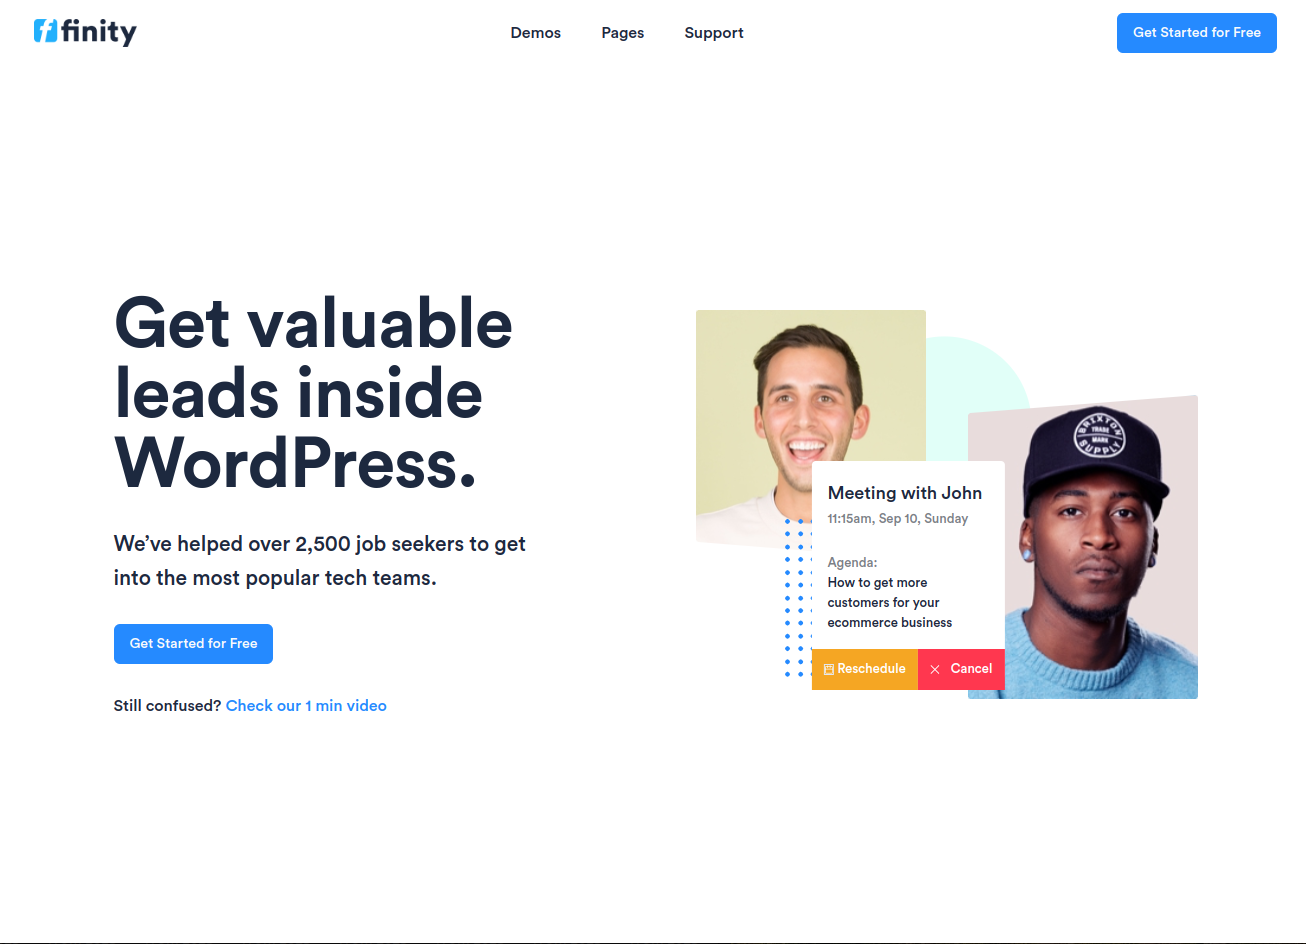 finity
Demos Pages Support
Get Started for Free
Get valuable
leads inside
WordPress.
We’ve helped over 2,500 job seekers to get
into the most popular tech teams.
Get Started for Free
Still confused? Check our 1 min video
BRIXTON
TRADE
MARK
SUPPLY
Meeting with John
11:15am, Sep 10, Sunday
Agenda:
How to get more
customers for your
ecommerce business
Reschedule
Cancel